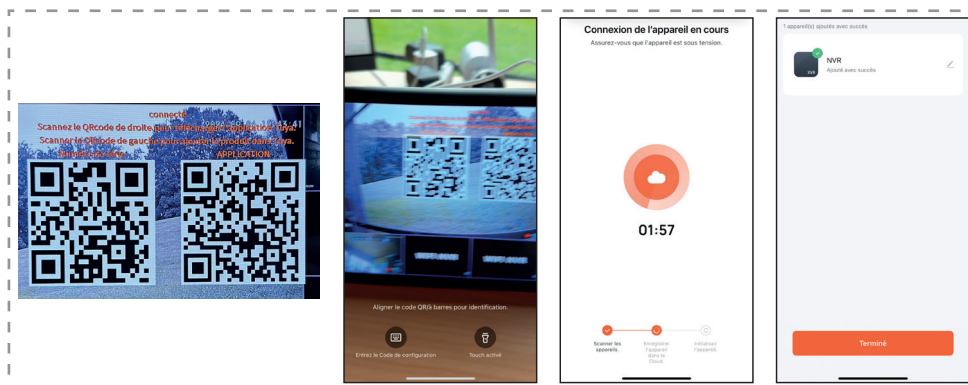 connecté
Scannez le QRcode de droite pour télécharger l'application Tuya.
Scanner le QRcode de gauche pour ajouter le produit dans Tuya.
APPLICATION
Aligner le code QR/à barres pour identification.
Entrez le Code de configuration
Touch activé
Connexion de l'appareil en cours
Assurez-vous que l'appareil est sous tension.
01:57
Scanner les appareils.
Enregistrer l'appareil dans le Cloud.
Initialisez l'appareil.
1 appareil(s) ajoutés avec succès
NVR
Ajouté avec succès
Terminé